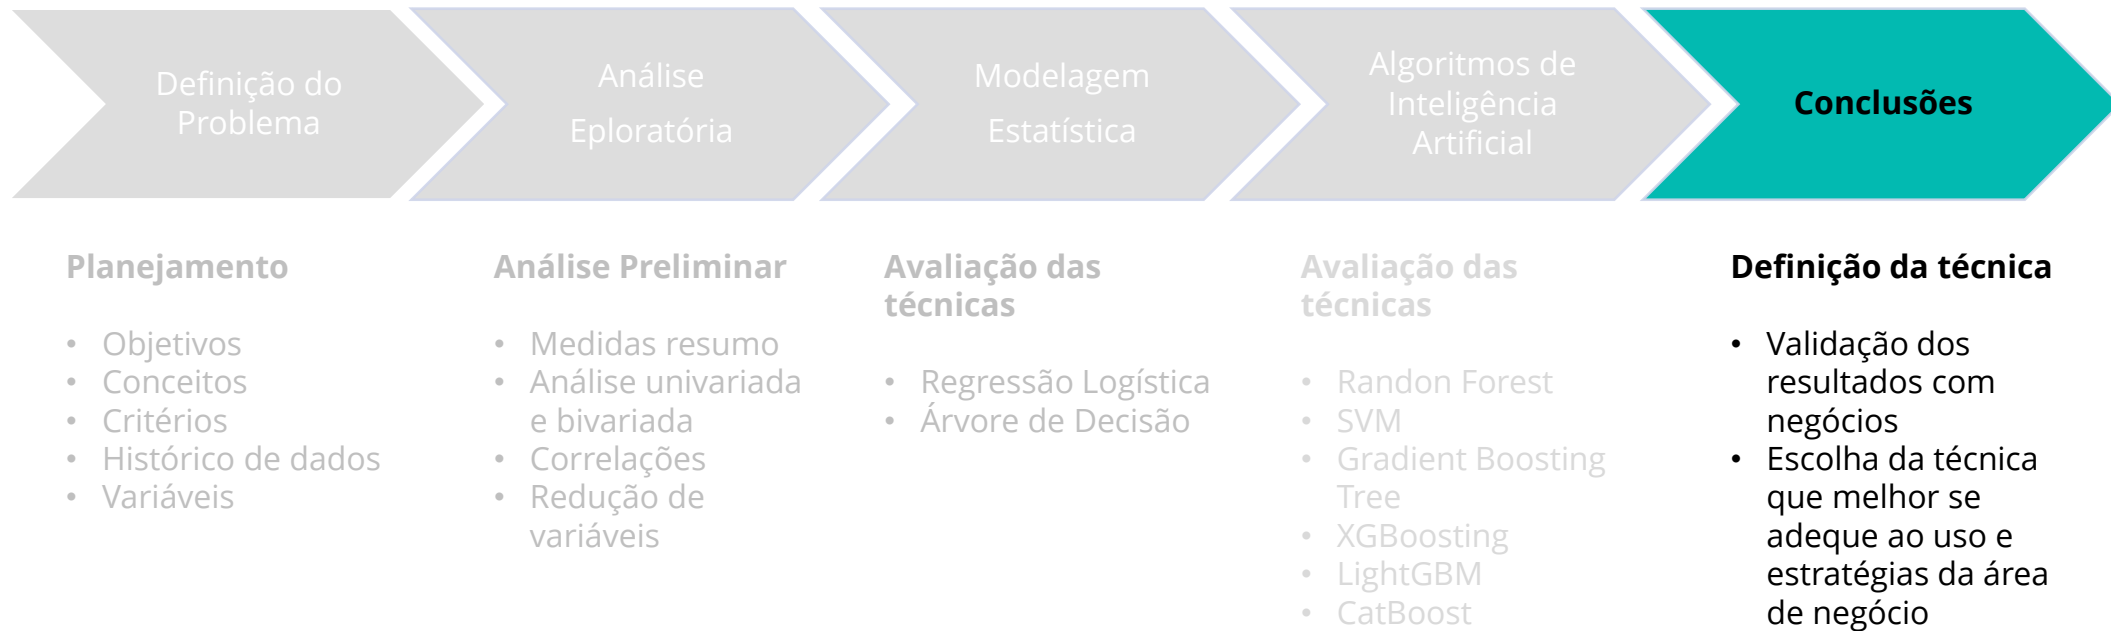 Definição do
Problema
Análise
Eploratória
Modelagem
Estatística
Algoritmos de
Inteligência
Artificial
Conclusões
Planejamento
• Objetivos
• Conceitos
• Critérios
• Histórico de dados
• Variáveis
Análise Preliminar
• Medidas resumo
• Análise univariada
e bivariada
• Correlações
• Redução de
variáveis
Avaliação das
técnicas
• Regressão Logística
• Árvore de Decisão
Avaliação das
técnicas
• Randon Forest
• SVM
• Gradient Boosting
Tree
• XGBoosting
• LightGBM
• CatBoost
Definição da técnica
• Validação dos
resultados com
negócios
• Escolha da técnica
que melhor se
adeque ao uso e
estratégias da área
de negócio